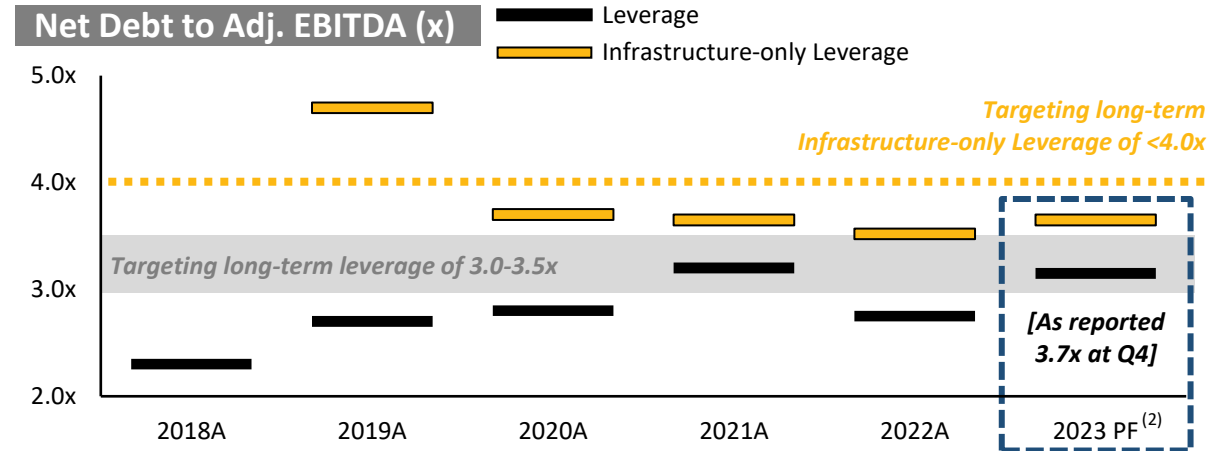 Net Debt to Adj. EBITDA (x)
Leverage
Infrastructure-only Leverage
5.0x
Targeting long-term
Infrastructure-only Leverage of <4.0x
4.0x
Targeting long-term leverage of 3.0-3.5x
3.0x
[As reported
3.7x at Q4]
2.0x
2018A
2019A
2020A
2021A
2022A
2023 PF (2)